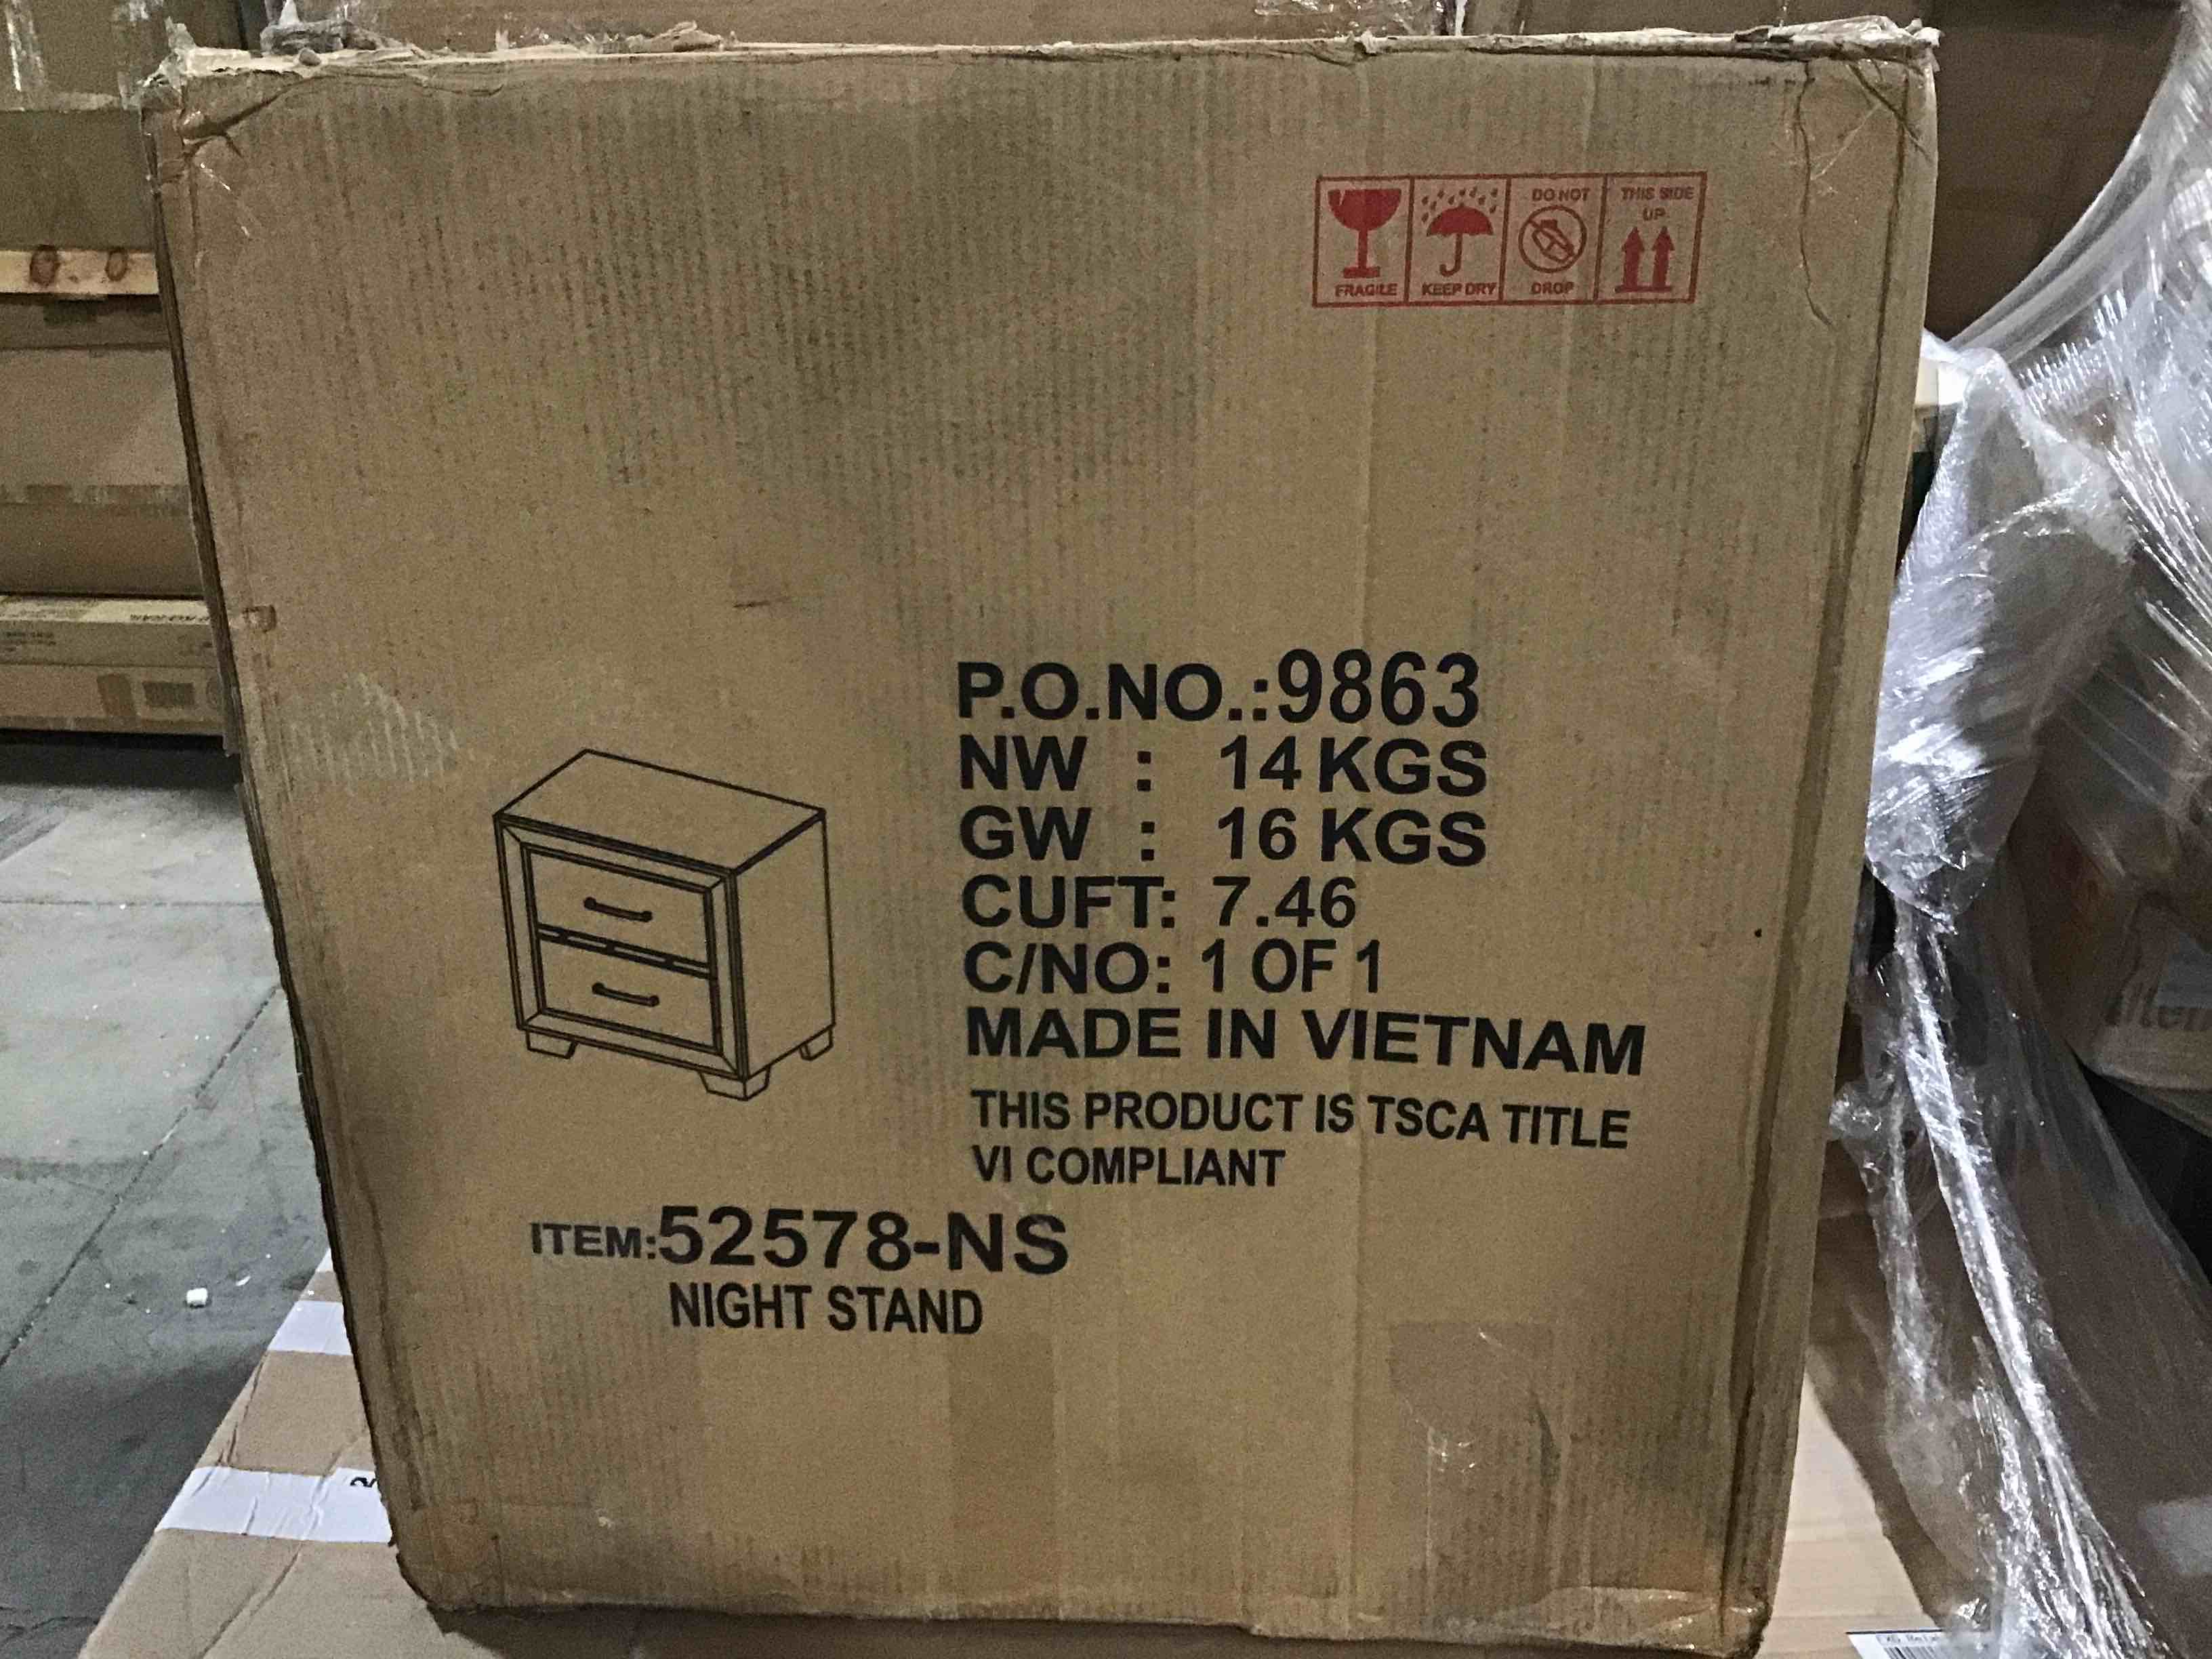 FRAGILE
KEEP DRY
DO NOT
DROP
THIS SIDE
UP
P.O.NO.:9863
NW : 14 KGS
GW : 16 KGS
CUFT: 7.46
C/NO: 1 OF 1
MADE IN VIETNAM
THIS PRODUCT IS TSCA TITLE
VI COMPLIANT
ITEM:52578-NS
NIGHT STAND